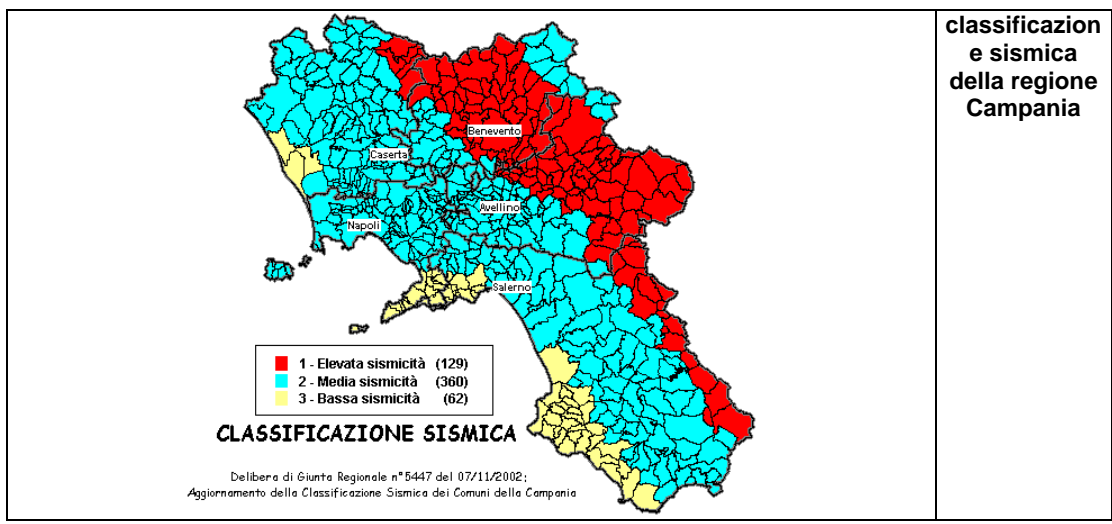 classificazion
e sismica
della regione
Campania
Benevento
Caserta
Avellino
Napoli
Salerno
1 - Elevata sismicità (129)
2 - Media sismicità (360)
3 - Bassa sismicità (62)
CLASSIFICAZIONE SISMICA
Delibera di Giunta Regionale n°5447 del 07/11/2002;
Aggiornamento della Classificazione Sismica dei Comuni della Campania